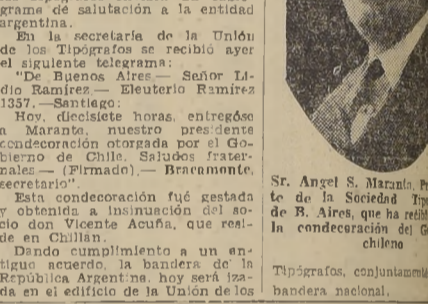 grama de salutación a la entidad
argentina.
En la secretaría de la Unión
de los Tipógrafos se recibió ayer
el siguiente telegrama:
"De Buenos Aires.— Señor Li-
dio Ramírez.— Eleuterio Ramírez
1357.—Santiago:
Hoy, diecisiete horas, entregóse
a Maranta, nuestro presidente
condecoración otorgada por el Go-
bierno de Chile. Saludos frater-
nales.— (Firmado).— Bracamonte,
secretario".
Esta condecoración fué gestada
y obtenida a insinuación del so-
cio don Vicente Acuña, que resi-
de en Chillán.
Dando cumplimiento a un an-
tiguo acuerdo, la bandera de la
República Argentina, hoy será iza-
da en el edificio de la Unión de los
Sr. Angel S. Maranta, Pr
te de la Sociedad Tipo
de B. Aires, que ha recib
la condecoración del G
chileno
Tipógrafos, conjuntamente
bandera nacional.